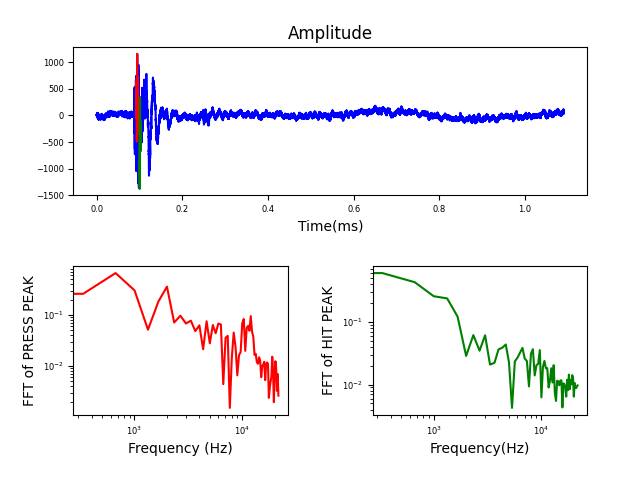 Amplitude
1000
500
0
−500
−1000
−1500
0.0 0.2 0.4 0.6 0.8 1.0
Time(ms)
FFT of PRESS PEAK
10⁻¹
10⁻²
10³ 10⁴
Frequency (Hz)
FFT of HIT PEAK
10⁻¹
10⁻²
10³ 10⁴
Frequency(Hz)